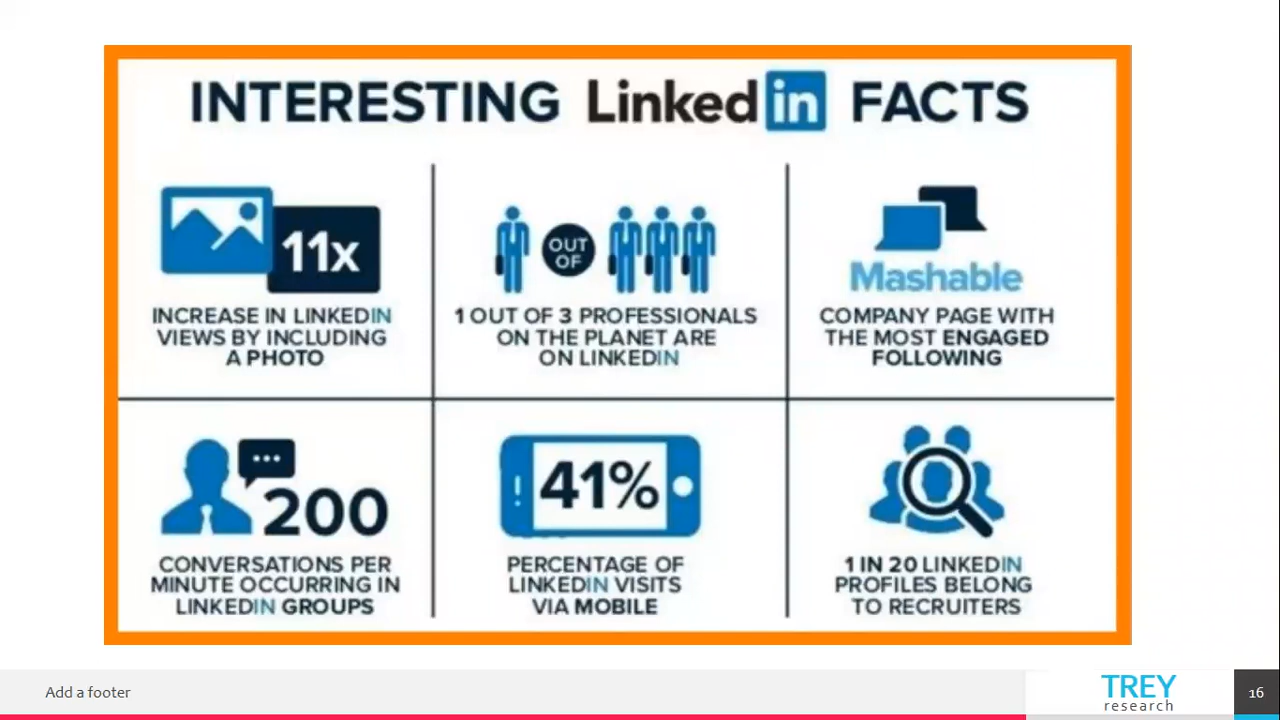 INTERESTING Linked in FACTS
11x
INCREASE IN LINKEDIN
VIEWS BY INCLUDING
A PHOTO
OUT
OF
1 OUT OF 3 PROFESSIONALS
ON THE PLANET ARE
ON LINKEDIN
Mashable
COMPANY PAGE WITH
THE MOST ENGAGED
FOLLOWING
200
CONVERSATIONS PER
MINUTE OCCURRING IN
LINKEDIN GROUPS
41%
PERCENTAGE OF
LINKEDIN VISITS
VIA MOBILE
1 IN 20 LINKEDIN
PROFILES BELONG
TO RECRUITERS
Add a footer
TREY
research
16